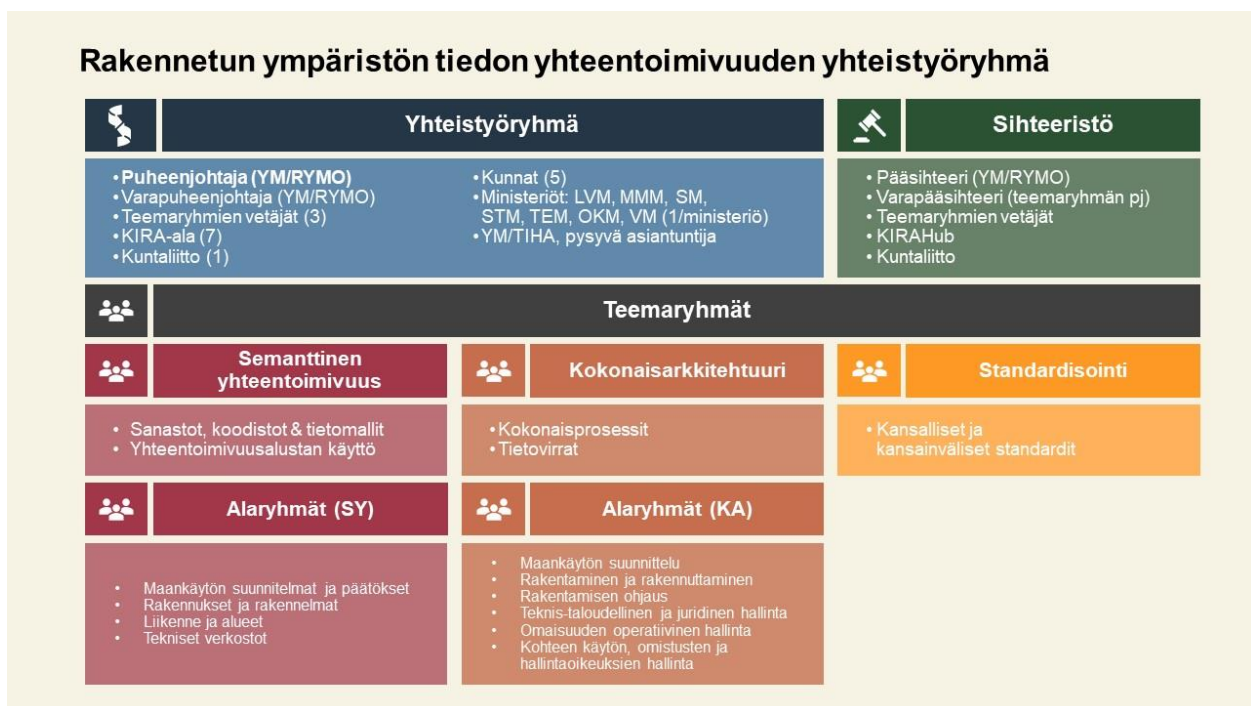 Rakennetun ympäristön tiedon yhteentoimivuuden yhteistyöryhmä
Yhteistyöryhmä
• Puheenjohtaja (YM/RYMO)
• Varapuheenjohtaja (YM/RYMO)
• Teemaryhmien vetäjät (3)
• KIRA-ala (7)
• Kuntaliitto (1)
• Kunnat (5)
• Ministeriöt: LVM, MMM, SM,
STM, TEM, OKM, VM (1/ministeriö)
• YM/TIHA, pysyvä asiantuntija
Sihteeristö
• Pääsihteeri (YM/RYMO)
• Varapääsihteeri (teemaryhmän pj)
• Teemaryhmien vetäjät
• KIRAHub
• Kuntaliitto
Teemaryhmät
Semanttinen
yhteentoimivuus
• Sanastot, koodistot & tietomallit
• Yhteentoimivuusalustan käyttö
Kokonaisarkkitehtuuri
• Kokonaisprosessit
• Tietovirrat
Standardisointi
• Kansalliset ja
kansainväliset standardit
Alaryhmät (SY)
• Maankäytön suunnitelmat ja päätökset
• Rakennukset ja rakennelmat
• Liikenne ja alueet
• Tekniset verkostot
Alaryhmät (KA)
• Maankäytön suunnittelu
• Rakentaminen ja rakennuttaminen
• Rakentamisen ohjaus
• Teknis-taloudellinen ja juridinen hallinta
• Omaisuuden operatiivinen hallinta
• Kohteen käytön, omistusten ja
hallintaoikeuksien hallinta